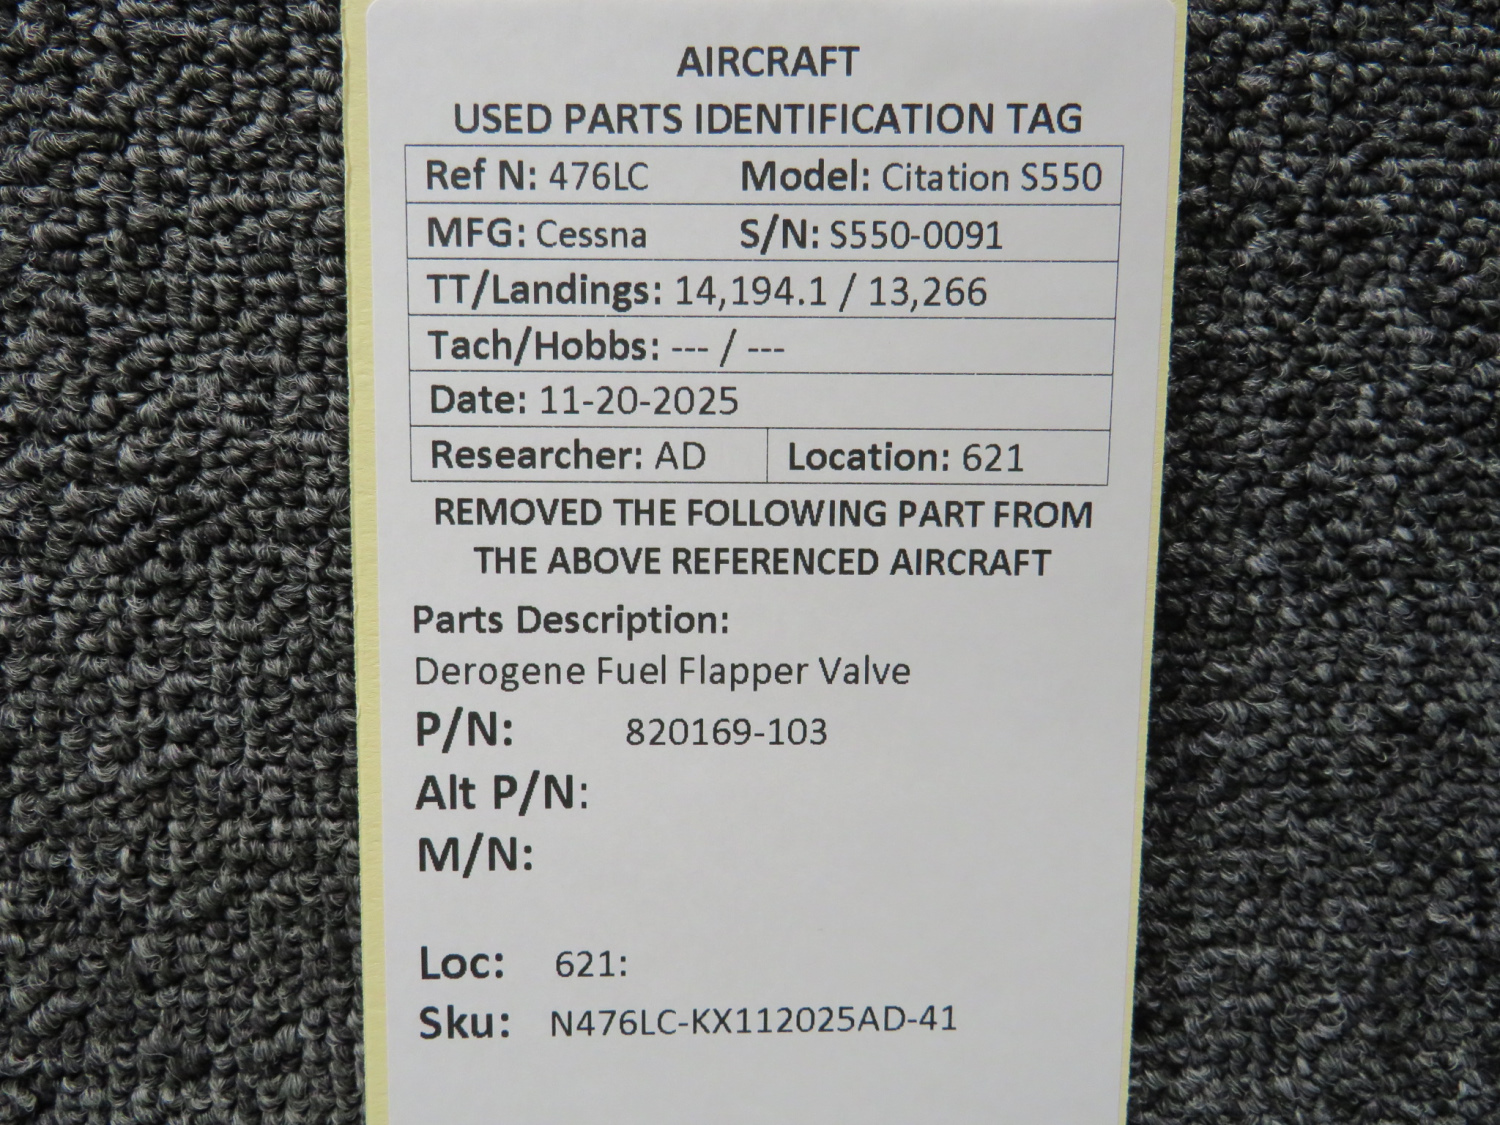 AIRCRAFT
USED PARTS IDENTIFICATION TAG
Ref N: 476LC Model: Citation S550
MFG: Cessna S/N: S550-0091
TT/Landings: 14,194.1 / 13,266
Tach/Hobbs: --- / ---
Date: 11-20-2025
Researcher: AD Location: 621
REMOVED THE FOLLOWING PART FROM
THE ABOVE REFERENCED AIRCRAFT
Parts Description:
Derogene Fuel Flapper Valve
P/N: 820169-103
Alt P/N:
M/N:
Loc: 621:
Sku: N476LC-KX112025AD-41